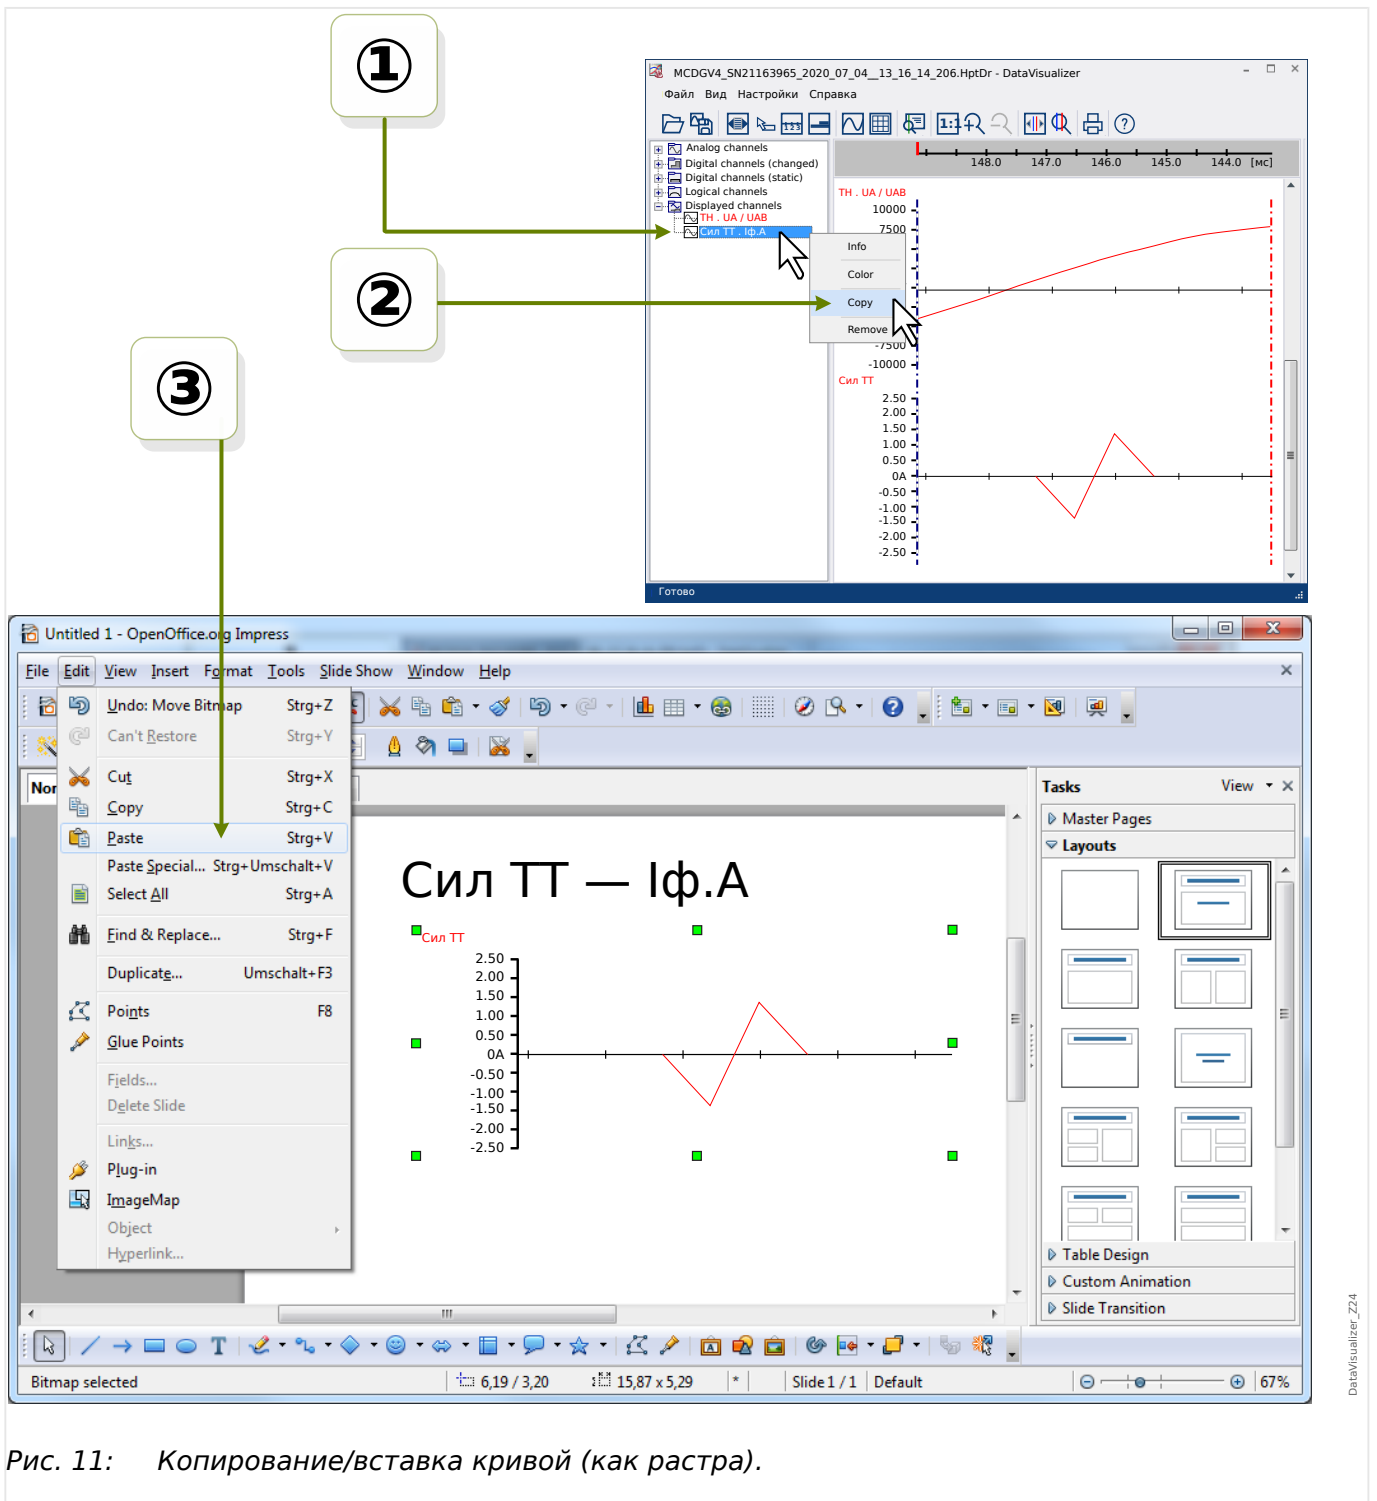 ①
②
③
MCDGV4_SN21163965_2020_07_04__13_16_14_206.HptDr - DataVisualizer
Файл Вид Настройки Справка
1:1
123
Analog channels
Digital channels (changed)
Digital channels (static)
Logical channels
Displayed channels
ТН . UA / UAB
Сил ТТ . Iф.А
Info
Color
Copy
Remove
148.0 147.0 146.0 145.0 144.0 [мс]
ТН . UA / UAB
10000
7500
-7500
-10000
Сил ТТ
2.50
2.00
1.50
1.00
0.50
0A
-0.50
-1.00
-1.50
-2.00
-2.50
Готово
Untitled 1 - OpenOffice.org Impress
File Edit View Insert Format Tools Slide Show Window Help
Undo: Move Bitmap Strg+Z
Can't Restore Strg+Y
Cut Strg+X
Copy Strg+C
Paste Strg+V
Paste Special... Strg+Umschalt+V
Select All Strg+A
Find & Replace... Strg+F
Duplicate... Umschalt+F3
Points F8
Glue Points
Fields...
Delete Slide
Links...
Plug-in
ImageMap
Object
Hyperlink...
Nor
Сил ТТ — Iф.А
Сил ТТ
2.50
2.00
1.50
1.00
0.50
0A
-0.50
-1.00
-1.50
-2.00
-2.50
Tasks View
Master Pages
Layouts
Table Design
Custom Animation
Slide Transition
Bitmap selected 6,19 / 3,20 15,87 x 5,29 * Slide 1 / 1 Default 67%
DataVisualizer_Z24
Рис. 11: Копирование/вставка кривой (как растра).